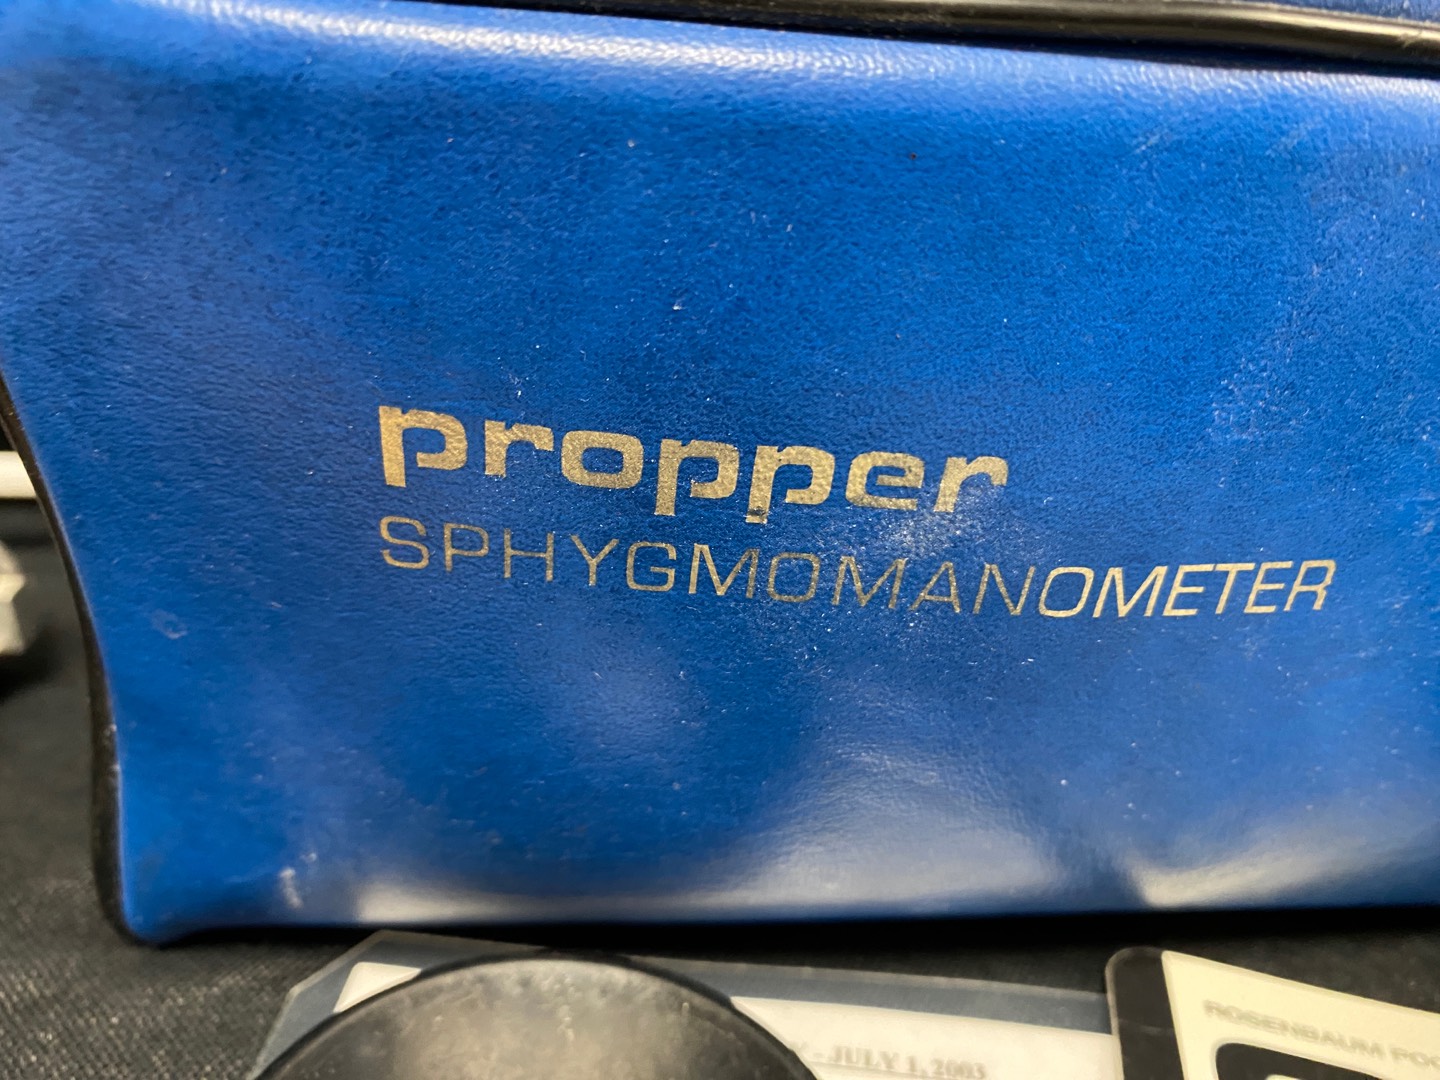 propper
SPHYGMOMANOMETER
- JULY 1, 2003
ROSENBAUM